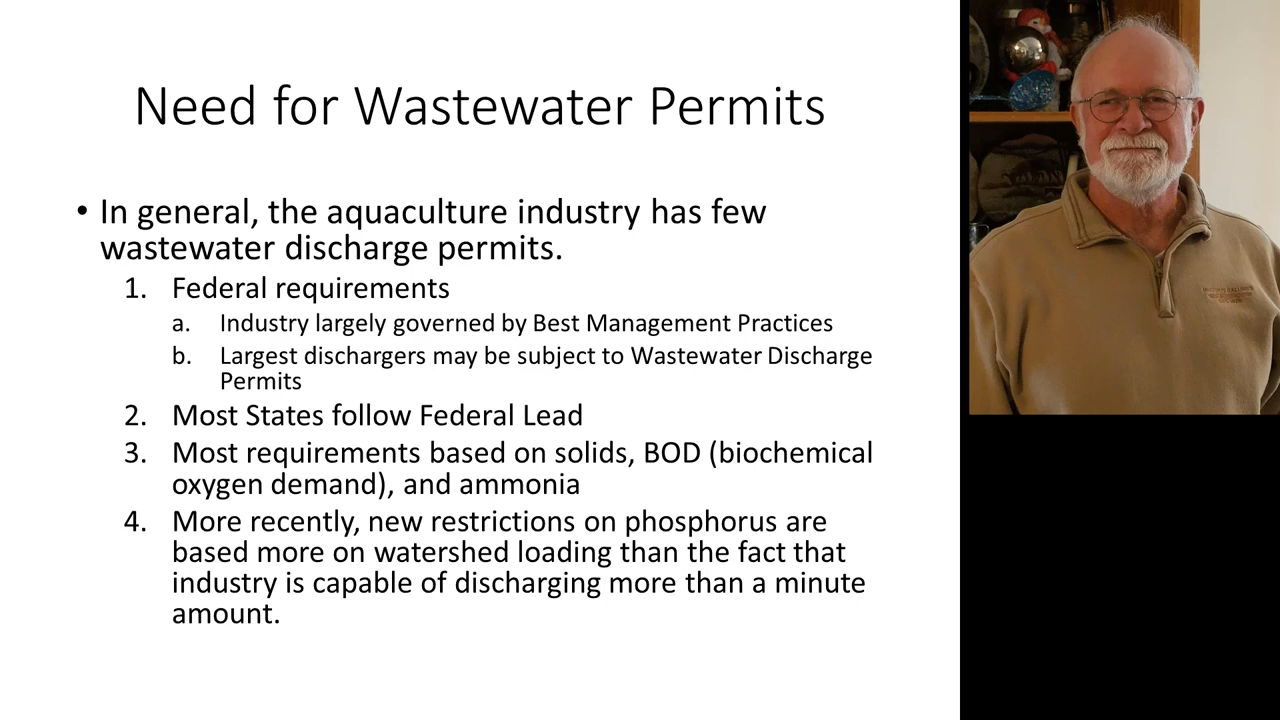 Need for Wastewater Permits
• In general, the aquaculture industry has few
wastewater discharge permits.
1. Federal requirements
a. Industry largely governed by Best Management Practices
b. Largest dischargers may be subject to Wastewater Discharge
Permits
2. Most States follow Federal Lead
3. Most requirements based on solids, BOD (biochemical
oxygen demand), and ammonia
4. More recently, new restrictions on phosphorus are
based more on watershed loading than the fact that
industry is capable of discharging more than a minute
amount.